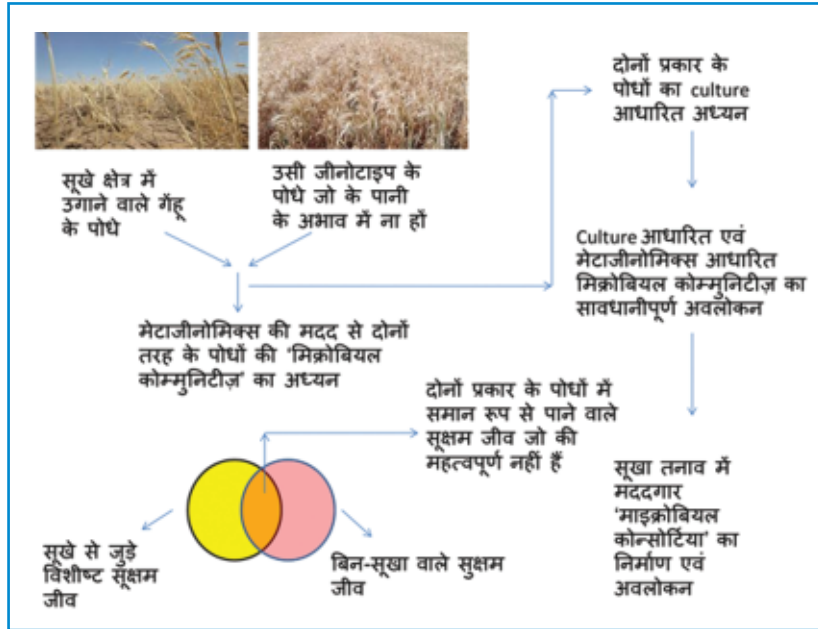 सूखे क्षेत्र में
उगाने वाले गेंहू
के पोधे
उसी जीनोटाइप के
पोधे जो के पानी
के अभाव में ना हों
दोनों प्रकार के
पोधों का culture
आधारित अध्यन
Culture आधारित एवं
मेटाजीनोमिक्स आधारित
मिक्रोबियल कोम्मुनिटीज़ का
सावधानीपूर्ण अवलोकन
मेटाजीनोमिक्स की मदद से दोनों
तरह के पोधों की ‘मिक्रोबियल
कोम्मुनिटीज़’ का अध्यन
दोनों प्रकार के पोधों में
समान रूप से पाने वाले
सूक्षम जीव जो की
महत्वपूर्ण नहीं हैं
सूखे से जुड़े
विशीष्ट सूक्षम
जीव
बिन-सूखा वाले सुक्षम
जीव
सूखा तनाव में
मददगार
‘माइक्रोबियल
कोन्सोर्टिया’ का
निर्माण एवं
अवलोकन